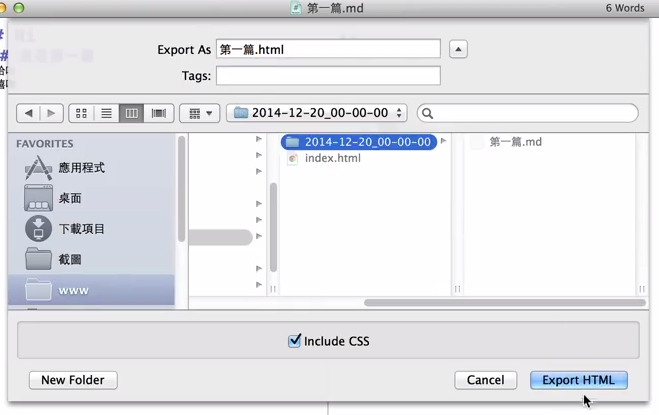 第一篇.md
6 Words
Export As 第一篇.html
Tags:
2014-12-20_00-00-00
FAVORITES
應用程式
桌面
下載項目
截圖
www
2014-12-20_00-00-00
index.html
第一篇.md
Include CSS
New Folder
Cancel
Export HTML